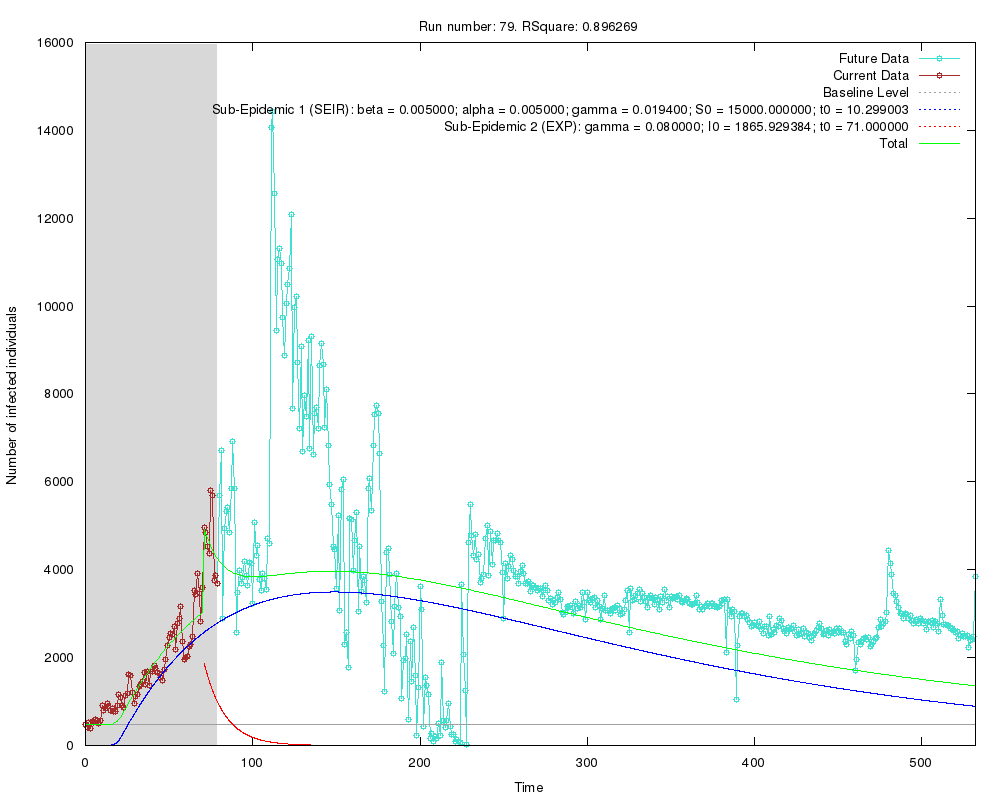 Run number: 79. RSquare: 0.896269
Future Data
Current Data
Baseline Level
Sub-Epidemic 1 (SEIR): beta = 0.005000; alpha = 0.005000; gamma = 0.019400; S0 = 15000.000000; t0 = 10.299003
Sub-Epidemic 2 (EXP): gamma = 0.080000; I0 = 1865.929384; t0 = 71.000000
Total
16000
14000
12000
10000
8000
6000
4000
2000
0
Number of infected individuals
0 100 200 300 400 500
Time